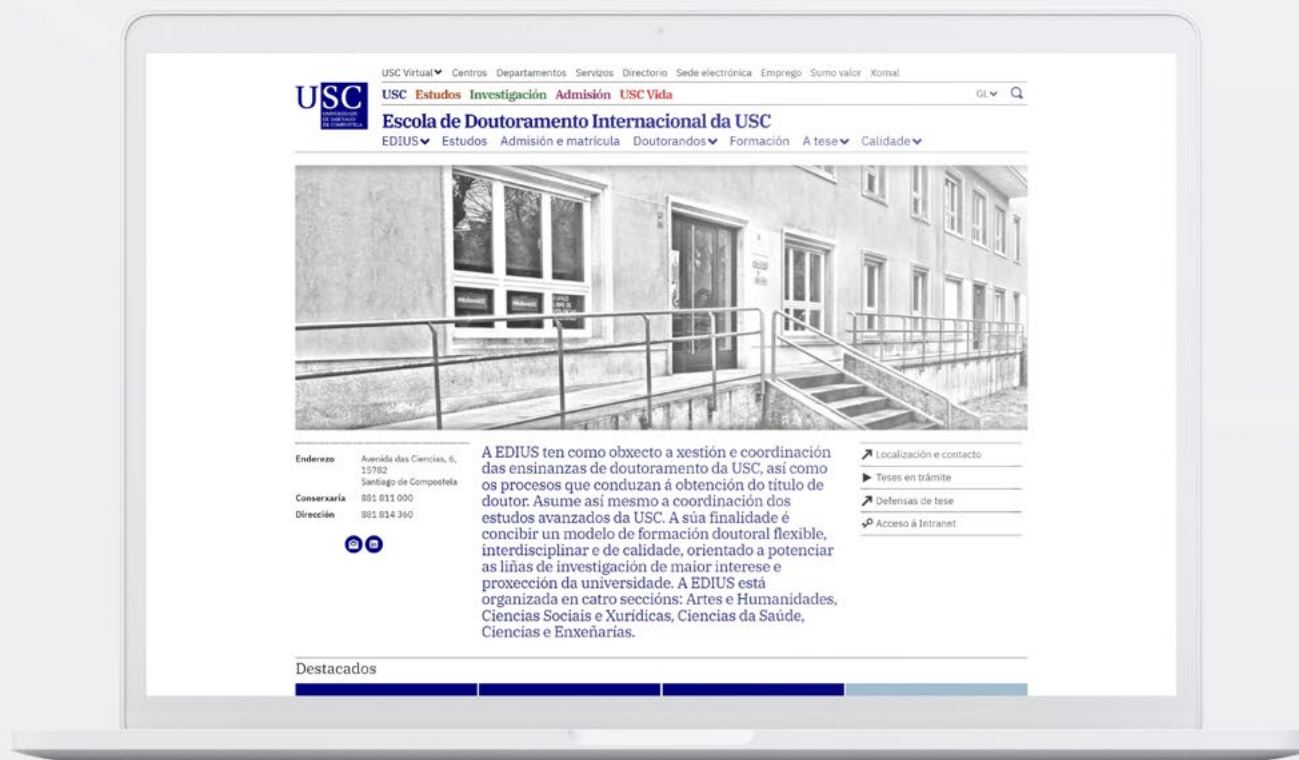 USC Virtual Centros Departamentos Servizos Directorio Sede electrónica Emprego Sumo valor Xornal
USC
UNIVERSIDADE
DE SANTIAGO
DE COMPOSTELA
USC Estudos Investigación Admisión USC Vida
GL
Escola de Doutoramento Internacional da USC
EDIUS Estudos Admisión e matrícula Doutorandos Formación A tese Calidade
Enderezo Avenida das Ciencias, 6,
15782
Santiago de Compostela
Conserxaría 881 811 000
Dirección 881 814 360
A EDIUS ten como obxecto a xestión e coordinación
das ensinanzas de doutoramento da USC, así como
os procesos que conduzan á obtención do título de
doutor. Asume así mesmo a coordinación dos
estudos avanzados da USC. A súa finalidade é
concibir un modelo de formación doutoral flexible,
interdisciplinar e de calidade, orientado a potenciar
as liñas de investigación de maior interese e
proxección da universidade. A EDIUS está
organizada en catro seccións: Artes e Humanidades,
Ciencias Sociais e Xurídicas, Ciencias da Saúde,
Ciencias e Enxeñarías.
Localización e contacto
Teses en trámite
Defensas de tese
Acceso á Intranet
Destacados